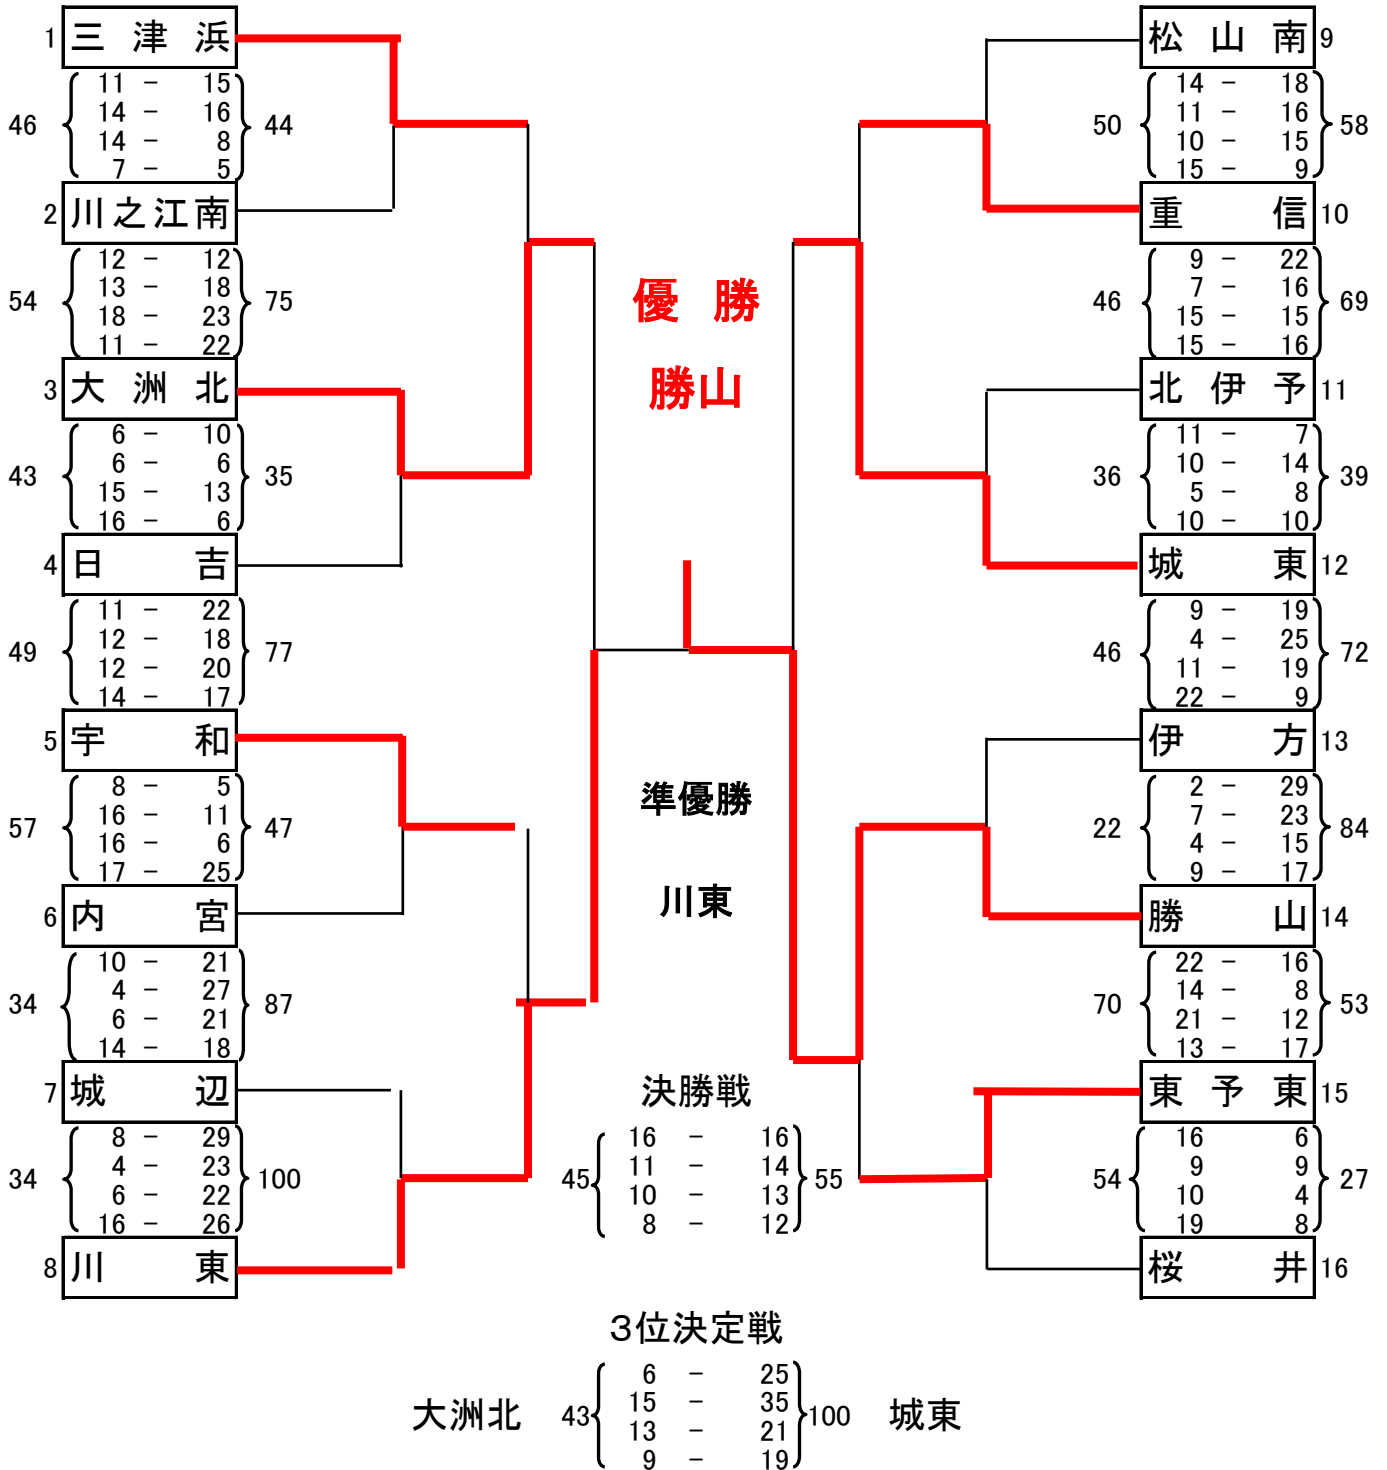 1 三津浜
46 11 - 15 44
14 - 16
14 - 8
7 - 5
2 川之江南
54 12 - 12 75
13 - 18
18 - 23
11 - 22
3 大洲北
43 6 - 10 35
6 - 6
15 - 13
16 - 6
4 日吉
49 11 - 22 77
12 - 18
12 - 20
14 - 17
5 宇和
57 8 - 5 47
16 - 11
16 - 6
17 - 25
6 内宮
34 10 - 21 87
4 - 27
6 - 21
14 - 18
7 城辺
34 8 - 29 100
4 - 23
6 - 22
16 - 26
8 川東
優勝
勝山
準優勝
川東
決勝戦
45 16 - 16 55
11 - 14
10 - 13
8 - 12
松山南 9
50 14 - 18 58
11 - 16
10 - 15
15 - 9
重信 10
46 9 - 22 69
7 - 16
15 - 15
15 - 16
北伊予 11
36 11 - 7 39
10 - 14
5 - 8
10 - 10
城東 12
46 9 - 19 72
4 - 25
11 - 19
22 - 9
伊方 13
22 2 - 29 84
7 - 23
4 - 15
9 - 17
勝山 14
70 22 - 16 53
14 - 8
21 - 12
13 - 17
東予東 15
54 16 6 27
9 9
10 4
19 8
桜井 16
3位決定戦
大洲北 43 6 - 25 100 城東
15 - 35
13 - 21
9 - 19